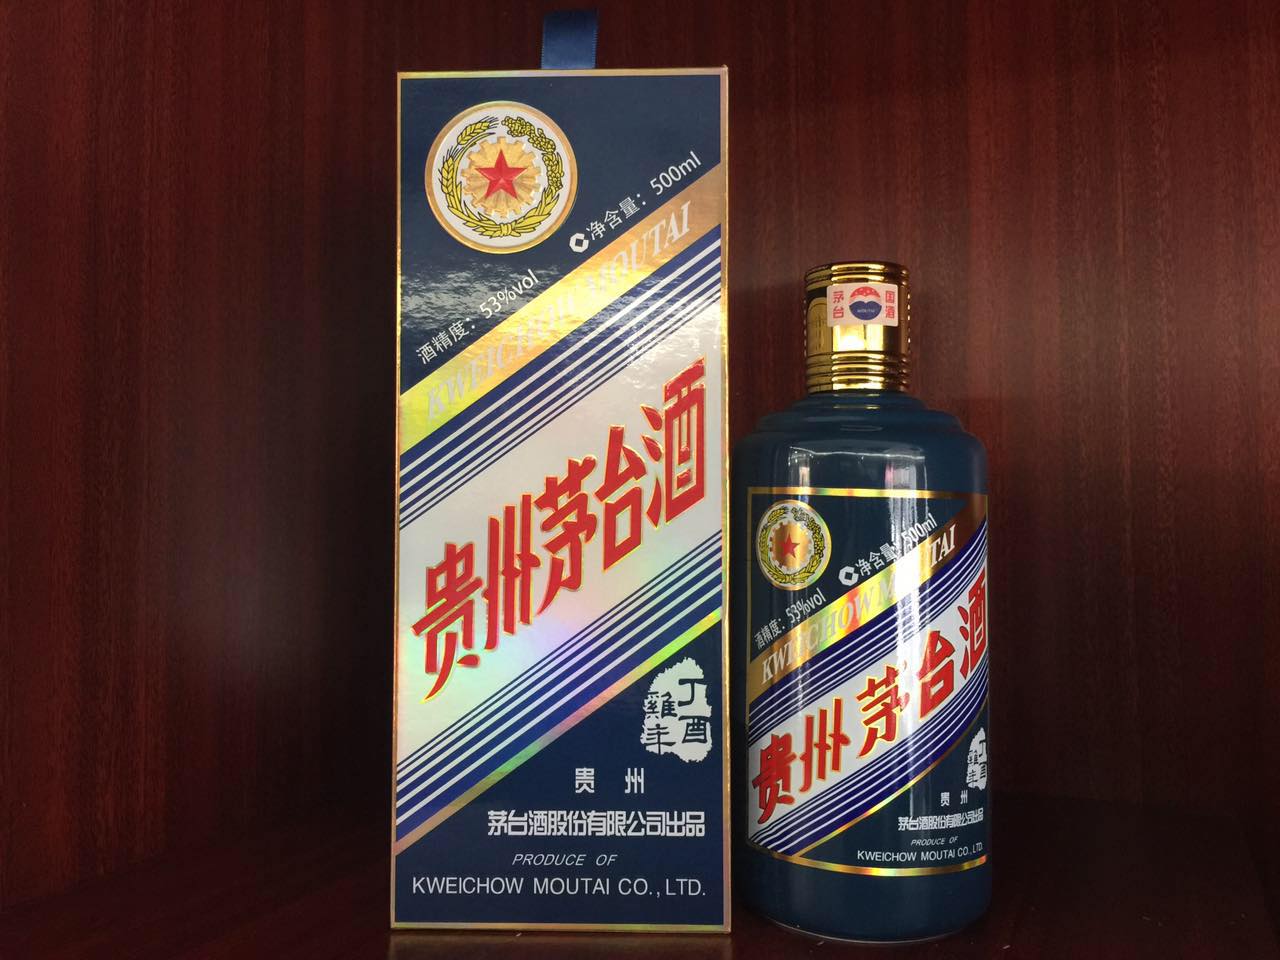 酒精度：53%vol 净含量：500ml
KWEICHOW MOUTAI
贵州茅台酒
丁酉
雞年
贵州
茅台酒股份有限公司出品
PRODUCE OF
KWEICHOW MOUTAI CO., LTD.
国酒
茅台
MOUTAI
酒精度：53%vol 净含量：500ml
KWEICHOW MOUTAI
贵州茅台酒
丁酉
雞年
贵州
茅台酒股份有限公司出品
PRODUCE OF
KWEICHOW MOUTAI CO., LTD.